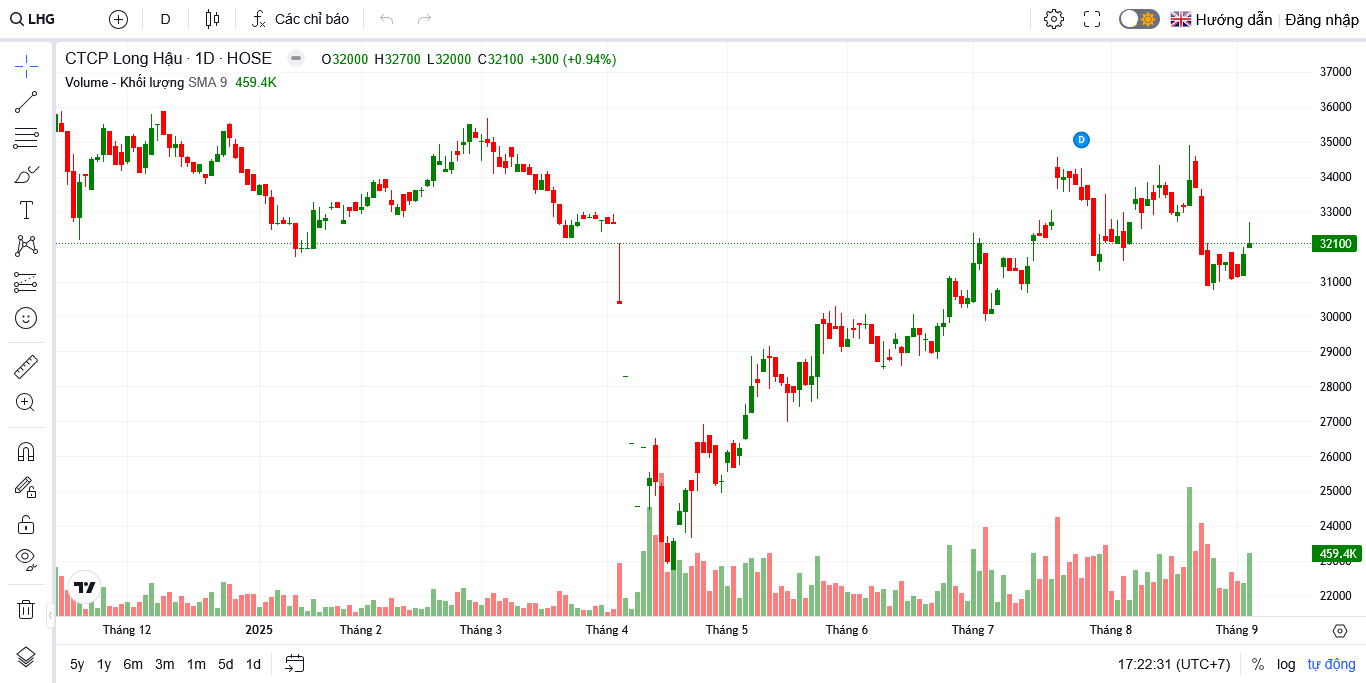 LHG D Các chỉ báo Hướng dẫn Đăng nhập
CTCP Long Hậu · 1D · HOSE O32000 H32700 L32000 C32100 +300 (+0.94%)
Volume - Khối lượng SMA 9 459.4K
37000
36000
35000
D
34000
33000
32100
31000
30000
29000
28000
27000
26000
25000
24000
459.4K
23000
22000
Tháng 12 2025 Tháng 2 Tháng 3 Tháng 4 Tháng 5 Tháng 6 Tháng 7 Tháng 8 Tháng 9
5y 1y 6m 3m 1m 5d 1d 17:22:31 (UTC+7) % log tự động